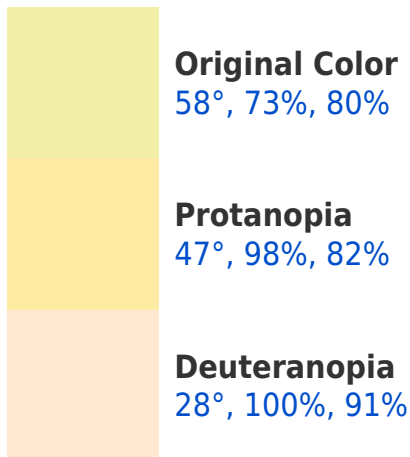 Original Color
58°, 73%, 80%
Protanopia
47°, 98%, 82%
Deuteranopia
28°, 100%, 91%